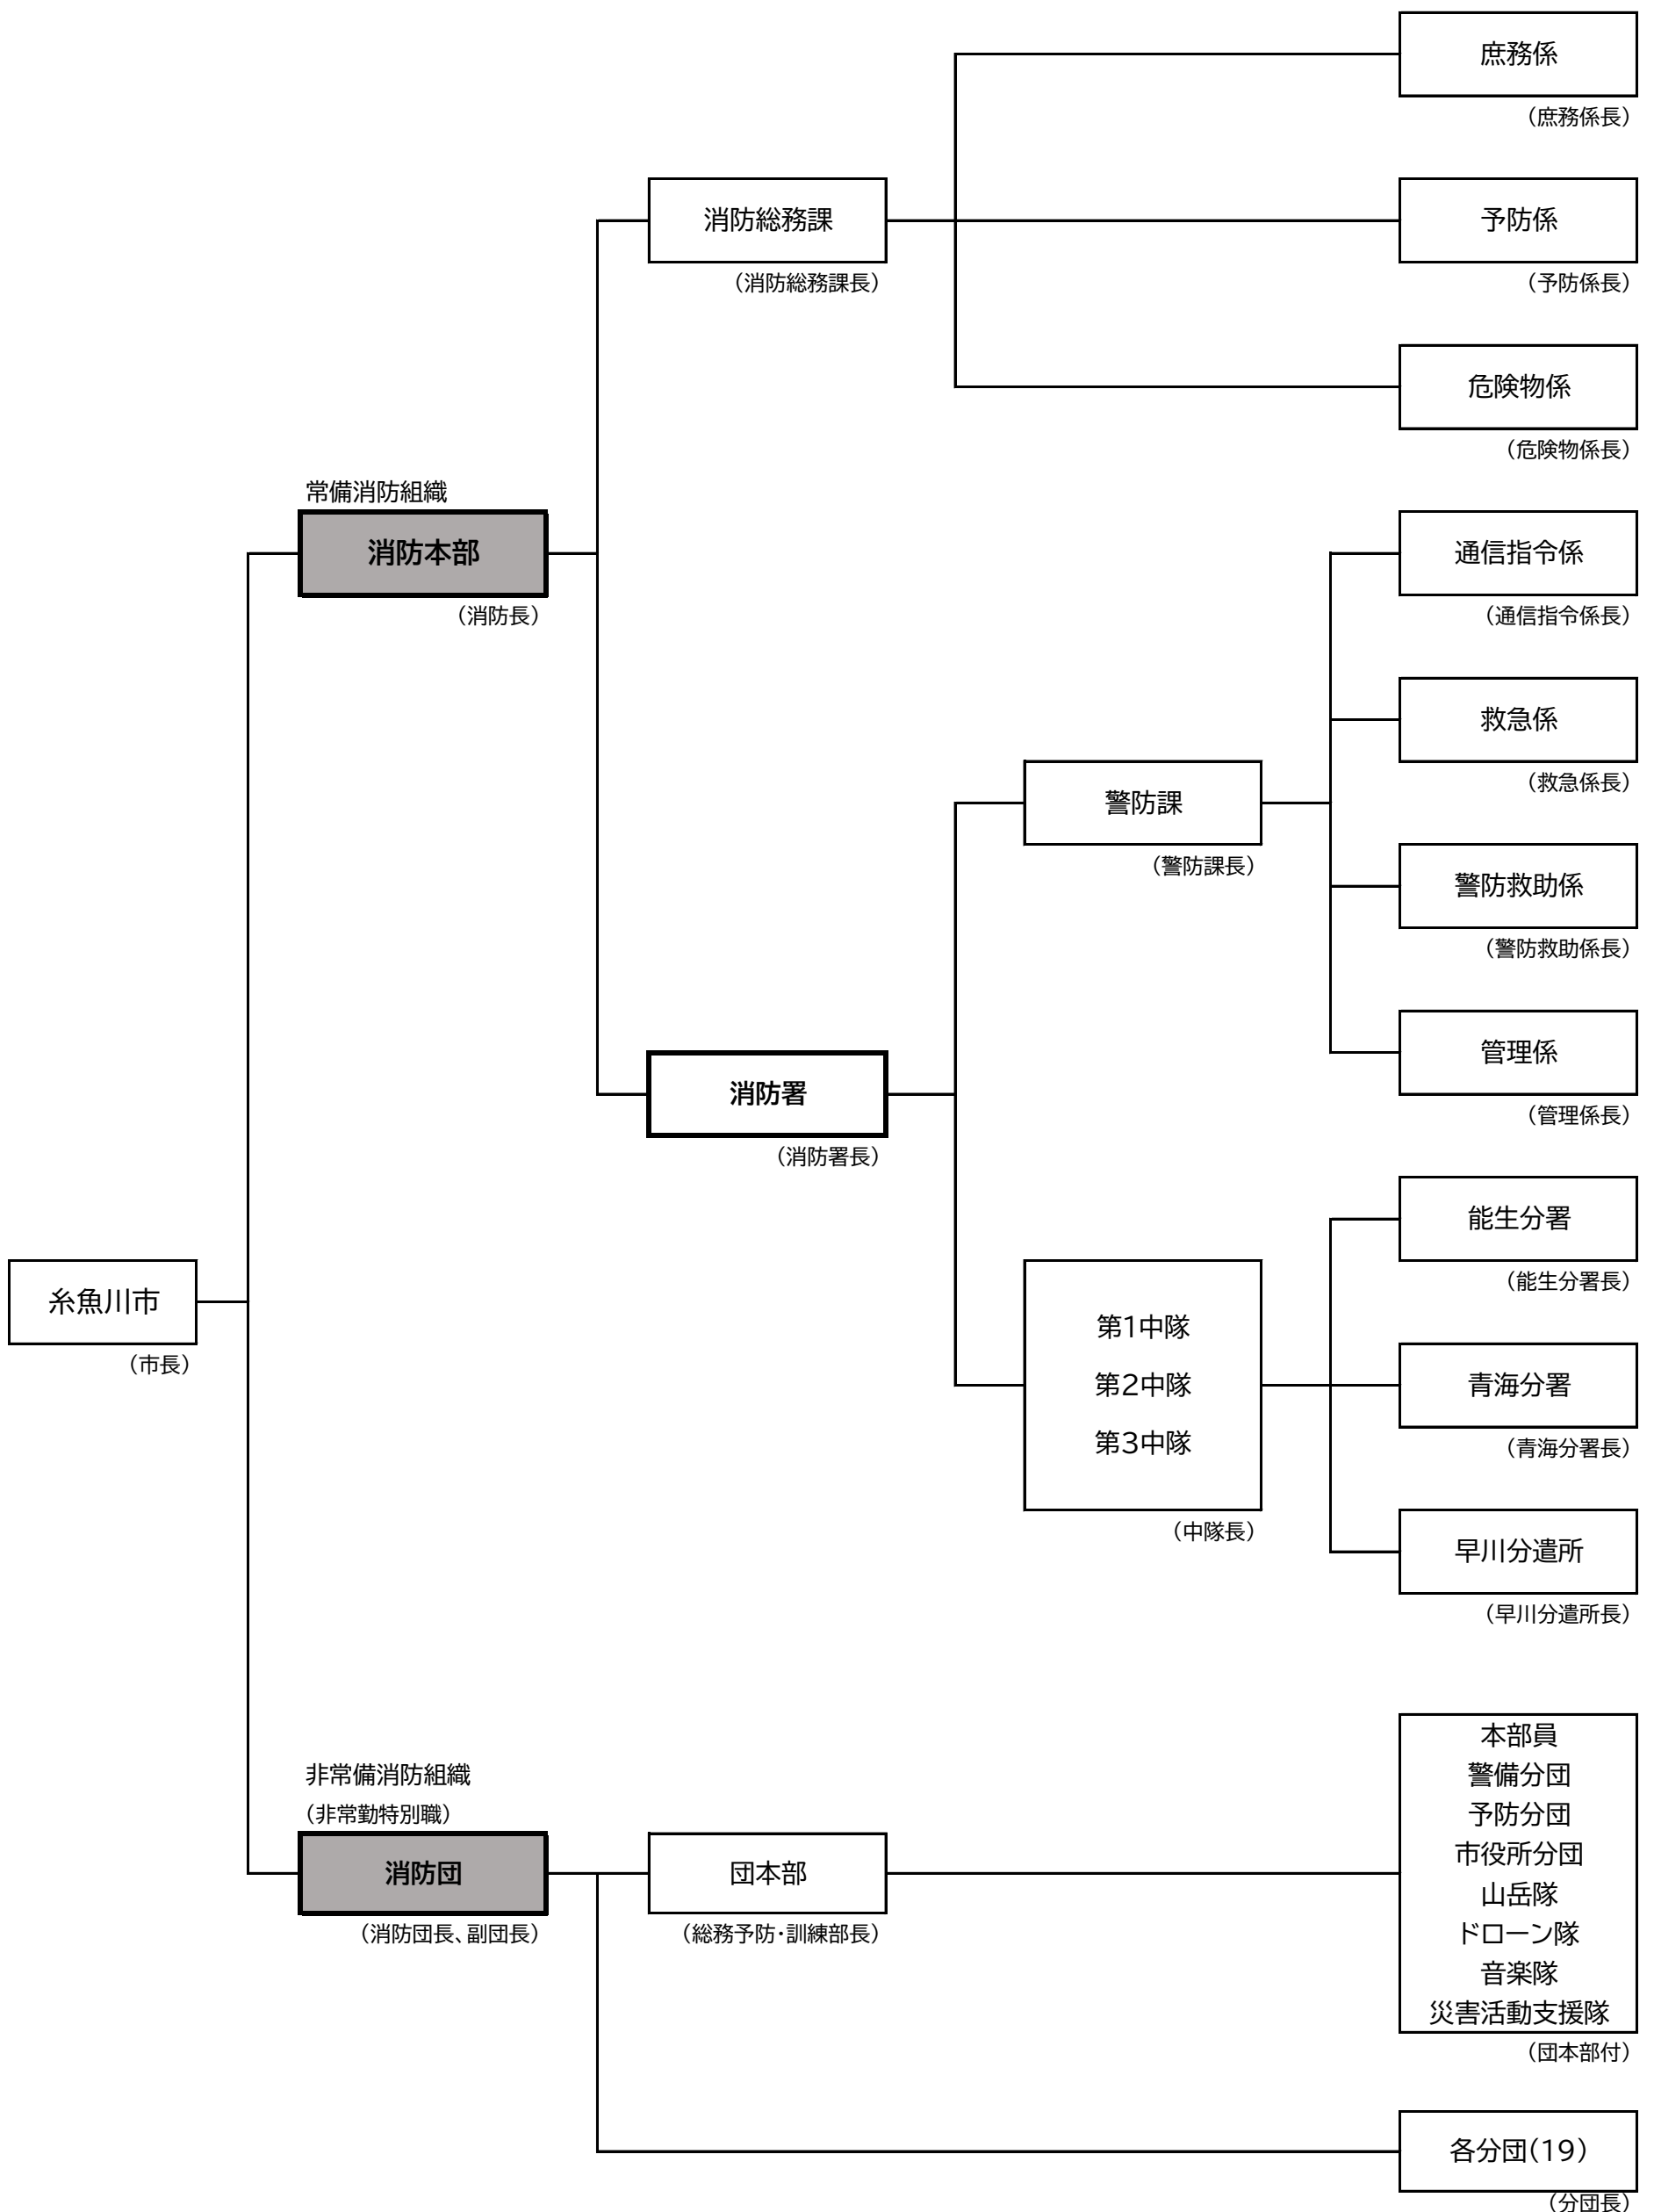 庶務係
（庶務係長）
消防総務課
（消防総務課長）
予防係
（予防係長）
危険物係
（危険物係長）
常備消防組織
消防本部
（消防長）
通信指令係
（通信指令係長）
救急係
（救急係長）
警防課
（警防課長）
警防救助係
（警防救助係長）
管理係
（管理係長）
消防署
（消防署長）
能生分署
（能生分署長）
糸魚川市
（市長）
第1中隊
第2中隊
第3中隊
（中隊長）
青海分署
（青海分署長）
早川分遣所
（早川分遣所長）
非常備消防組織
（非常勤特別職）
消防団
（消防団長、副団長）
団本部
（総務予防・訓練部長）
本部員
警備分団
予防分団
市役所分団
山岳隊
ドローン隊
音楽隊
災害活動支援隊
（団本部付）
各分団（19）
（分団長）